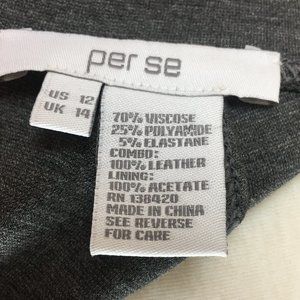 per se
US 12
UK 14
70% VISCOSE
25% POLYAMIDE
5% ELASTANE
COMBO:
100% LEATHER
LINING:
100% ACETATE
RN 138420
MADE IN CHINA
SEE REVERSE
FOR CARE